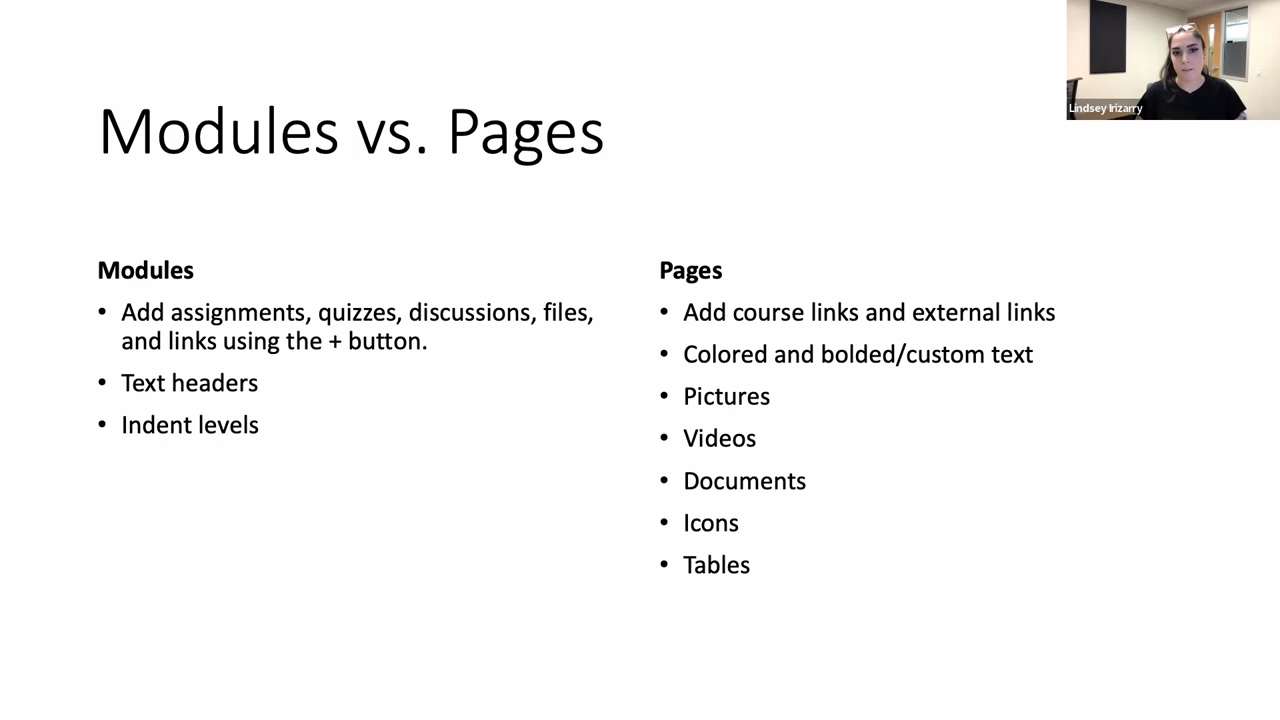 Lindsey Irizarry
Modules vs. Pages
Modules
• Add assignments, quizzes, discussions, files,
and links using the + button.
• Text headers
• Indent levels
Pages
• Add course links and external links
• Colored and bolded/custom text
• Pictures
• Videos
• Documents
• Icons
• Tables